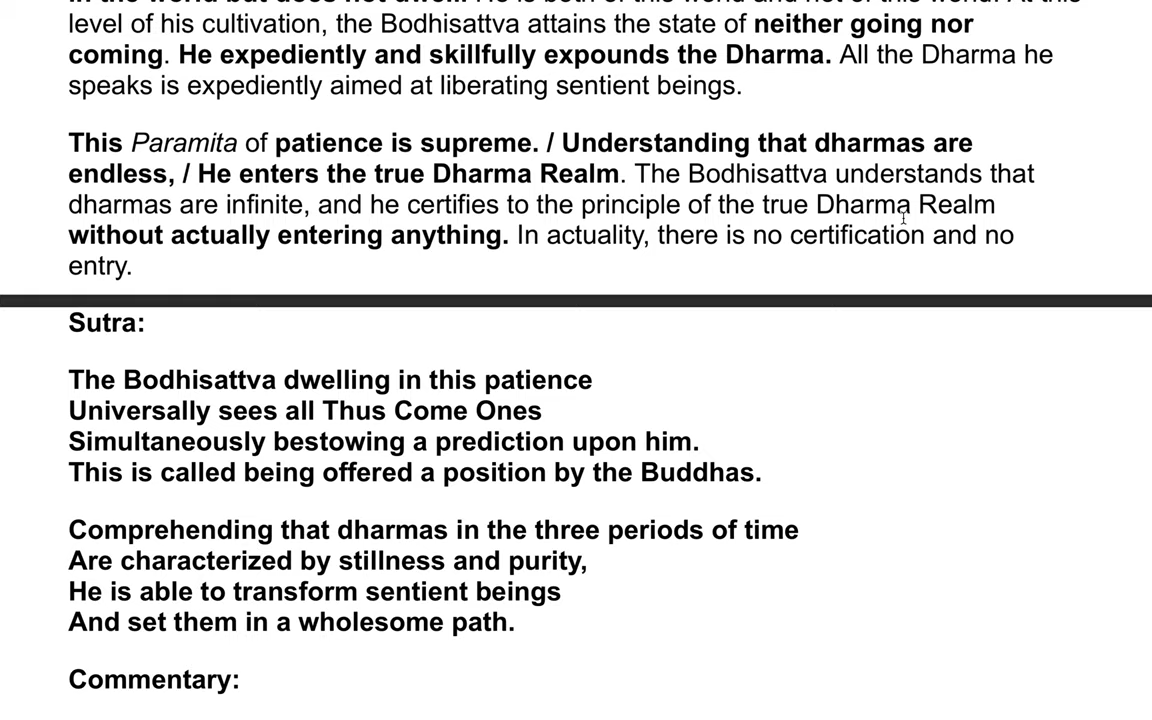 level of his cultivation, the Bodhisattva attains the state of neither going nor
coming. He expediently and skillfully expounds the Dharma. All the Dharma he
speaks is expediently aimed at liberating sentient beings.
This Paramita of patience is supreme. / Understanding that dharmas are
endless, / He enters the true Dharma Realm. The Bodhisattva understands that
dharmas are infinite, and he certifies to the principle of the true Dharma Realm
without actually entering anything. In actuality, there is no certification and no
entry.
Sutra:
The Bodhisattva dwelling in this patience
Universally sees all Thus Come Ones
Simultaneously bestowing a prediction upon him.
This is called being offered a position by the Buddhas.
Comprehending that dharmas in the three periods of time
Are characterized by stillness and purity,
He is able to transform sentient beings
And set them in a wholesome path.
Commentary: